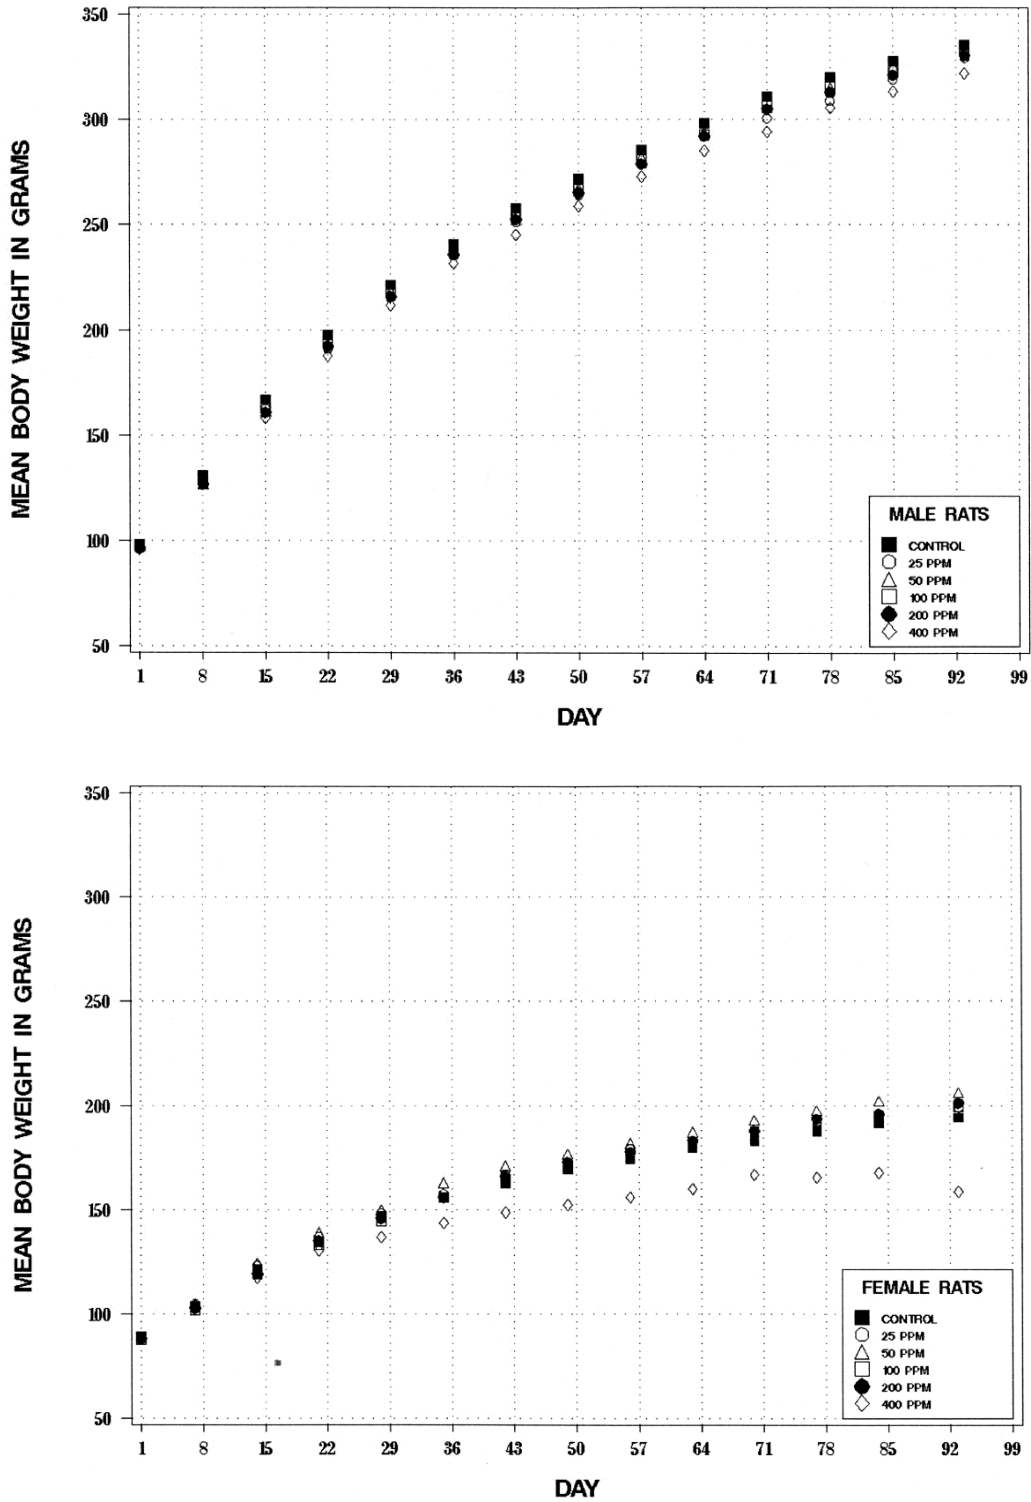 350
300
250
200
150
100
50
MEAN BODY WEIGHT IN GRAMS
MALE RATS
CONTROL
25 PPM
50 PPM
100 PPM
200 PPM
400 PPM
1 8 15 22 29 36 43 50 57 64 71 78 85 92 99
DAY
350
300
250
200
150
100
50
MEAN BODY WEIGHT IN GRAMS
FEMALE RATS
CONTROL
25 PPM
50 PPM
100 PPM
200 PPM
400 PPM
1 8 15 22 29 36 43 50 57 64 71 78 85 92 99
DAY